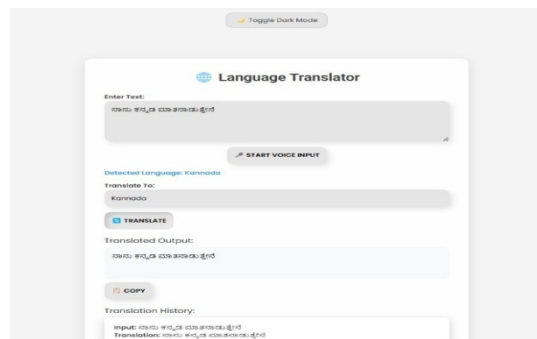 🌙 Toggle Dark Mode
🌐 Language Translator
Enter Text:
ನಾನು ಕನ್ನಡ ಮಾತನಾಡುತ್ತೇನೆ
🎤 START VOICE INPUT
Detected Language: Kannada
Translate To:
Kannada
🔄 TRANSLATE
Translated Output:
ನಾನು ಕನ್ನಡ ಮಾತನಾಡುತ್ತೇನೆ
📋 COPY
Translation History:
Input: ನಾನು ಕನ್ನಡ ಮಾತನಾಡುತ್ತೇನೆ
Translation: ನಾನು ಕನ್ನಡ ಮಾತನಾಡುತ್ತೇನೆ